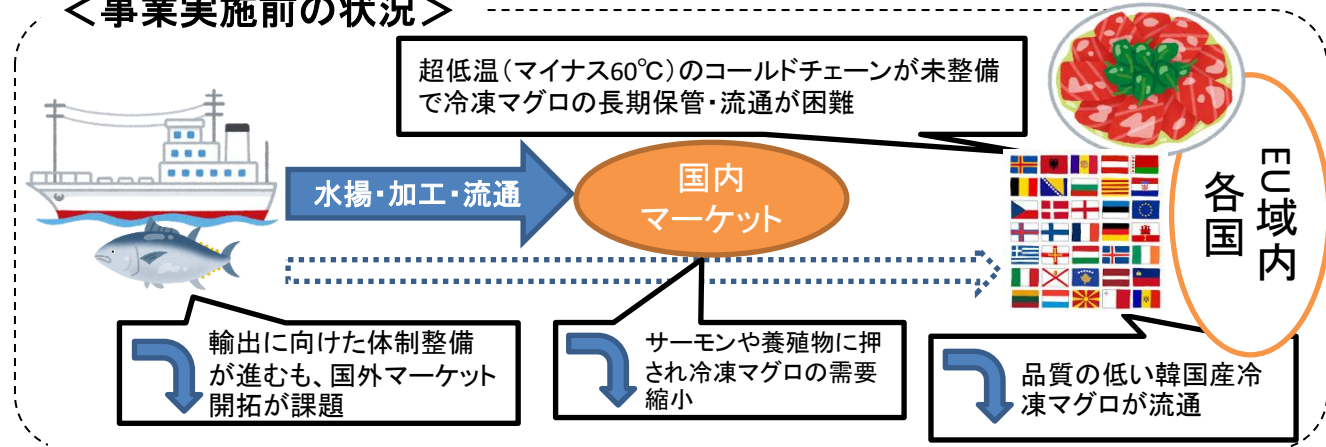 ＜事業実施前の状況＞
超低温（マイナス60℃）のコールドチェーンが未整備
で冷凍マグロの長期保管・流通が困難
水揚・加工・流通
国内
マーケット
EU域内
各国
輸出に向けた体制整備
が進むも、国外マーケット
開拓が課題
サーモンや養殖物に押
され冷凍マグロの需要
縮小
品質の低い韓国産冷
凍マグロが流通